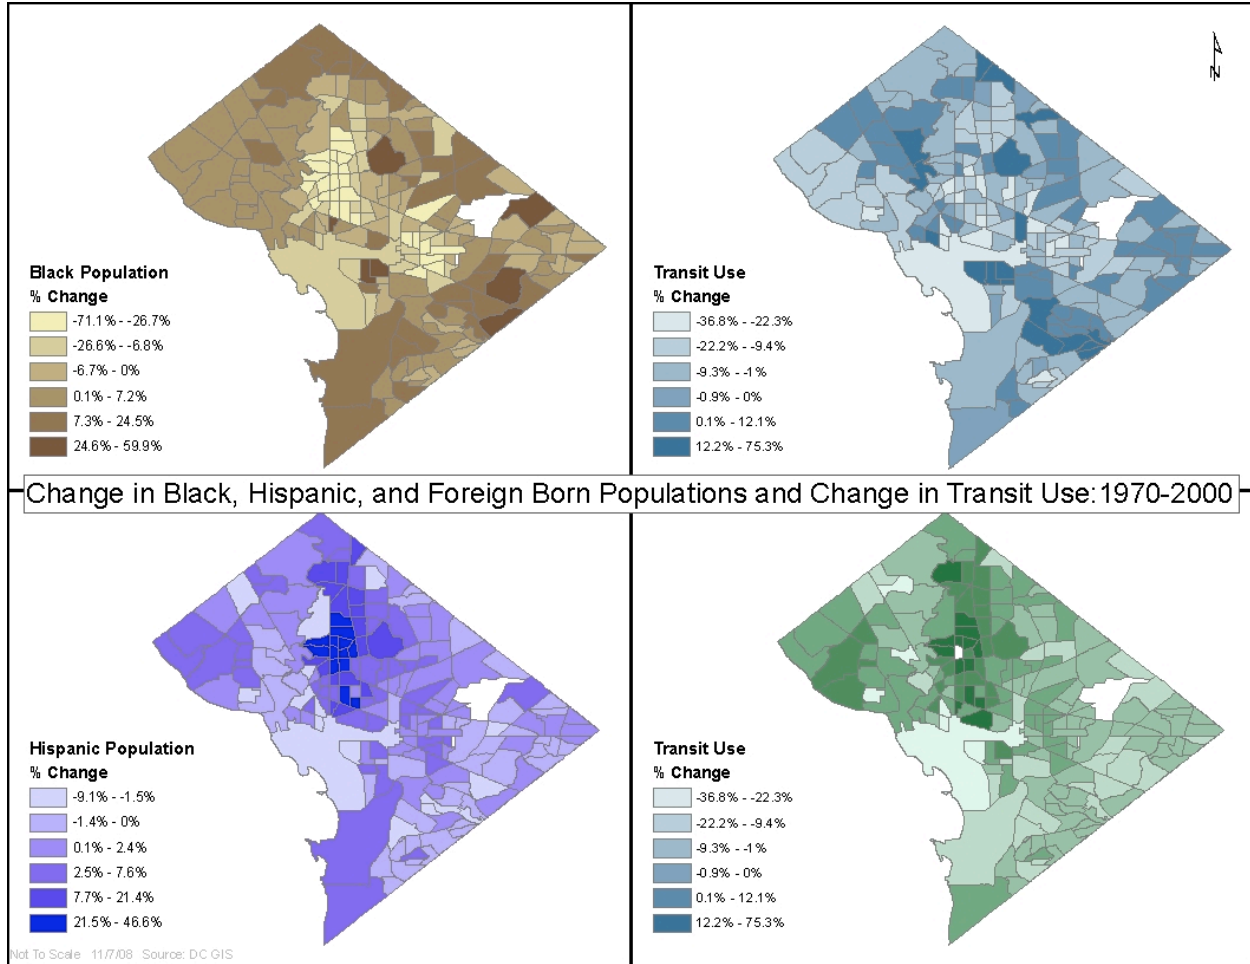 N
Black Population
% Change
-71.1% - -26.7%
-26.6% - -6.8%
-6.7% - 0%
0.1% - 7.2%
7.3% - 24.5%
24.6% - 59.9%
Transit Use
% Change
-36.8% - -22.3%
-22.2% - -9.4%
-9.3% - -1%
-0.9% - 0%
0.1% - 12.1%
12.2% - 75.3%
Change in Black, Hispanic, and Foreign Born Populations and Change in Transit Use:1970-2000
Hispanic Population
% Change
-9.1% - -1.5%
-1.4% - 0%
0.1% - 2.4%
2.5% - 7.6%
7.7% - 21.4%
21.5% - 46.6%
Transit Use
% Change
-36.8% - -22.3%
-22.2% - -9.4%
-9.3% - -1%
-0.9% - 0%
0.1% - 12.1%
12.2% - 75.3%
Not To Scale 11/7/08 Source: DC GIS